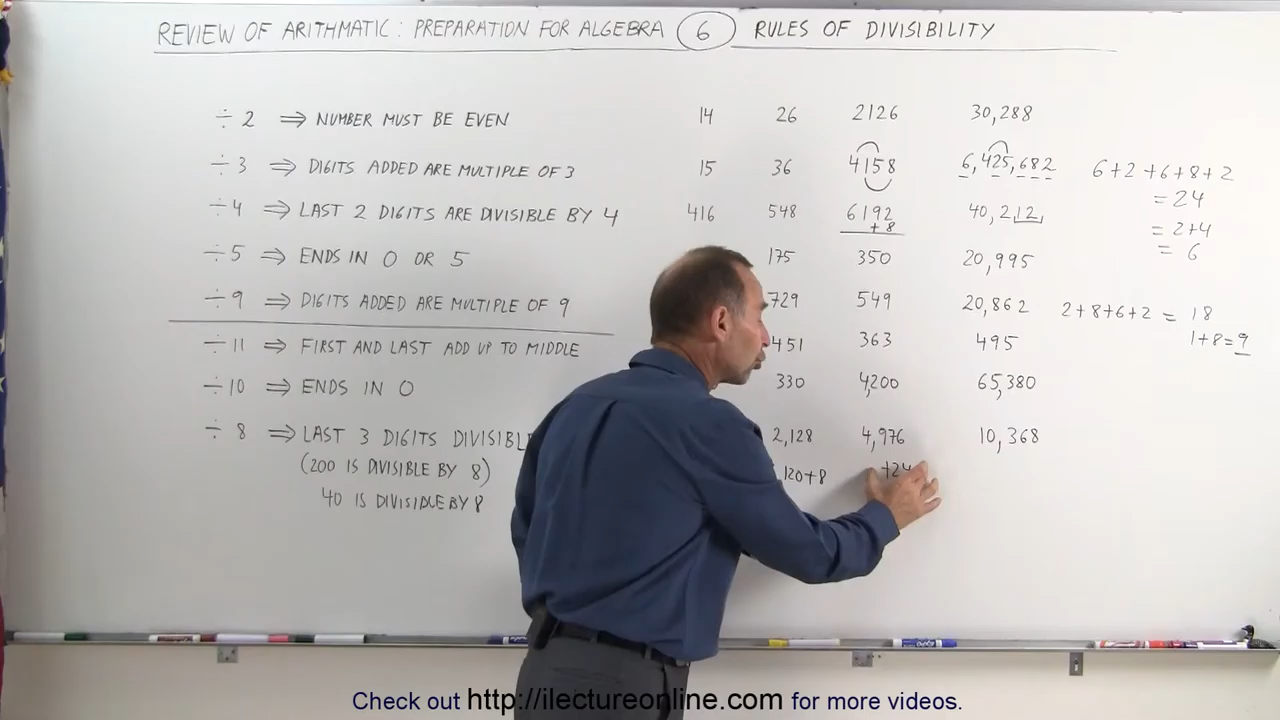 REVIEW OF ARITHMATIC: PREPARATION FOR ALGEBRA 6 RULES OF DIVISIBILITY
÷ 2 ⇒ NUMBER MUST BE EVEN 14 26 2126 30,288
÷ 3 ⇒ DIGITS ADDED ARE MULTIPLE OF 3 15 36 4158 6,425,682 6+2+6+8+2
= 24
÷ 4 ⇒ LAST 2 DIGITS ARE DIVISIBLE BY 4 416 548 6192 40,212
+8
= 2+4
= 6
÷ 5 ⇒ ENDS IN 0 OR 5 175 350 20,995
÷ 9 ⇒ DIGITS ADDED ARE MULTIPLE OF 9 729 549 20,862 2+8+6+2 = 18
1+8=9
÷ 11 ⇒ FIRST AND LAST ADD UP TO MIDDLE 451 363 495
÷ 10 ⇒ ENDS IN 0 330 4,200 65,380
÷ 8 ⇒ LAST 3 DIGITS 2,128 4,976 10,368
(200 IS DIVISIBLE BY 8) 120+8 +24
40 IS DIVISIBLE BY 8
Check out http://ilectureonline.com for more videos.